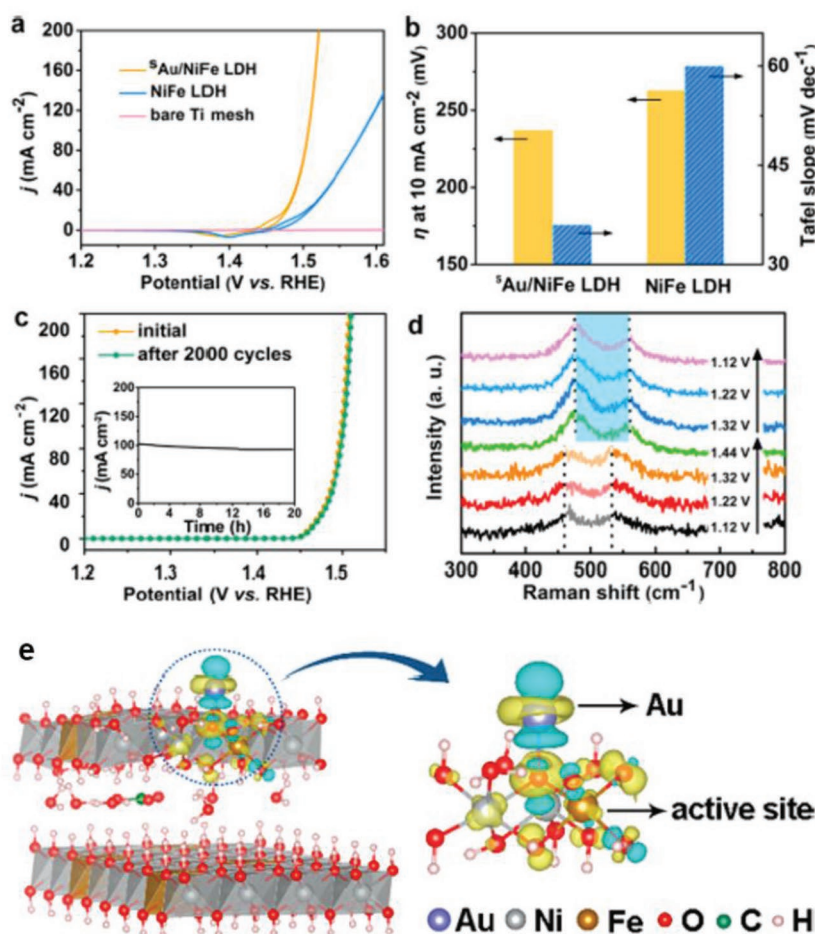 a
200
160
120
80
40
0
j (mA cm⁻²)
ˢAu/NiFe LDH
NiFe LDH
bare Ti mesh
1.2 1.3 1.4 1.5 1.6
Potential (V vs. RHE)
b
300
250
200
150
η at 10 mA cm⁻² (mV)
60
45
30
Tafel slope (mV dec⁻¹)
ˢAu/NiFe LDH NiFe LDH
c
200
160
120
80
40
0
j (mA cm⁻²)
initial
after 2000 cycles
200
150
100
50
0
j (mA cm⁻²)
0 4 8 12 16 20
Time (h)
1.2 1.3 1.4 1.5
Potential (V vs. RHE)
d
Intensity (a. u.)
1.12 V
1.22 V
1.32 V
1.44 V
1.32 V
1.22 V
1.12 V
300 400 500 600 700 800
Raman shift (cm⁻¹)
e
Au
active site
Au Ni Fe O C H